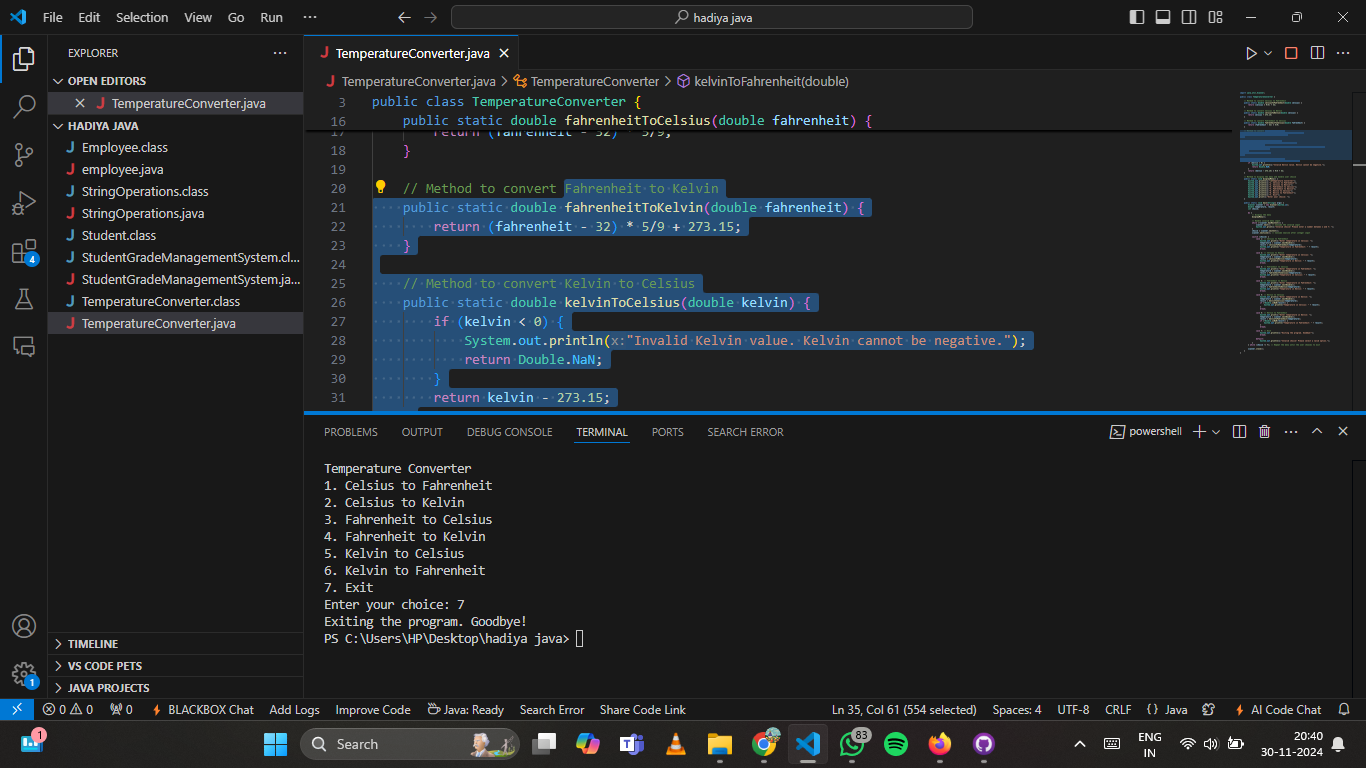 File Edit Selection View Go Run ··· hadiya java
EXPLORER ···
OPEN EDITORS
TemperatureConverter.java
HADIYA JAVA
Employee.class
employee.java
StringOperations.class
StringOperations.java
Student.class
StudentGradeManagementSystem.cl...
StudentGradeManagementSystem.ja...
TemperatureConverter.class
TemperatureConverter.java
TIMELINE
VS CODE PETS
JAVA PROJECTS
4
1
TemperatureConverter.java
TemperatureConverter.java > TemperatureConverter > kelvinToFahrenheit(double)
3 public class TemperatureConverter {
16 public static double fahrenheitToCelsius(double fahrenheit) {
17 return (fahrenheit - 32) * 5/9;
18 }
19
20 // Method to convert Fahrenheit to Kelvin
21 public static double fahrenheitToKelvin(double fahrenheit) {
22 return (fahrenheit - 32) * 5/9 + 273.15;
23 }
24
25 // Method to convert Kelvin to Celsius
26 public static double kelvinToCelsius(double kelvin) {
27 if (kelvin < 0) {
28 System.out.println(x:"Invalid Kelvin value. Kelvin cannot be negative.");
29 return Double.NaN;
30 }
31 return kelvin - 273.15;
PROBLEMS OUTPUT DEBUG CONSOLE TERMINAL PORTS SEARCH ERROR powershell
Temperature Converter
1. Celsius to Fahrenheit
2. Celsius to Kelvin
3. Fahrenheit to Celsius
4. Fahrenheit to Kelvin
5. Kelvin to Celsius
6. Kelvin to Fahrenheit
7. Exit
Enter your choice: 7
Exiting the program. Goodbye!
PS C:\Users\HP\Desktop\hadiya java>
0 0 0 BLACKBOX Chat Add Logs Improve Code Java: Ready Search Error Share Code Link Ln 35, Col 61 (554 selected) Spaces: 4 UTF-8 CRLF {} Java AI Code Chat
1 Search 83 ENG 20:40
IN 30-11-2024